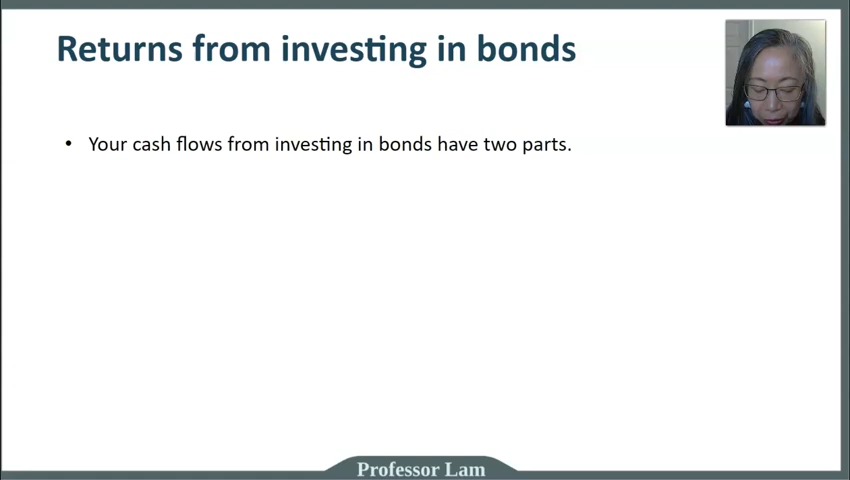 Returns from investing in bonds
• Your cash flows from investing in bonds have two parts.
Professor Lam